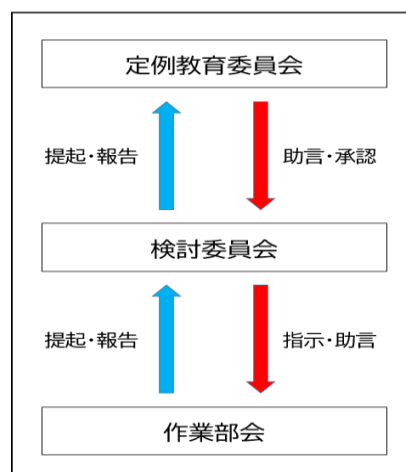 定例教育委員会
提起・報告
助言・承認
検討委員会
提起・報告
指示・助言
作業部会